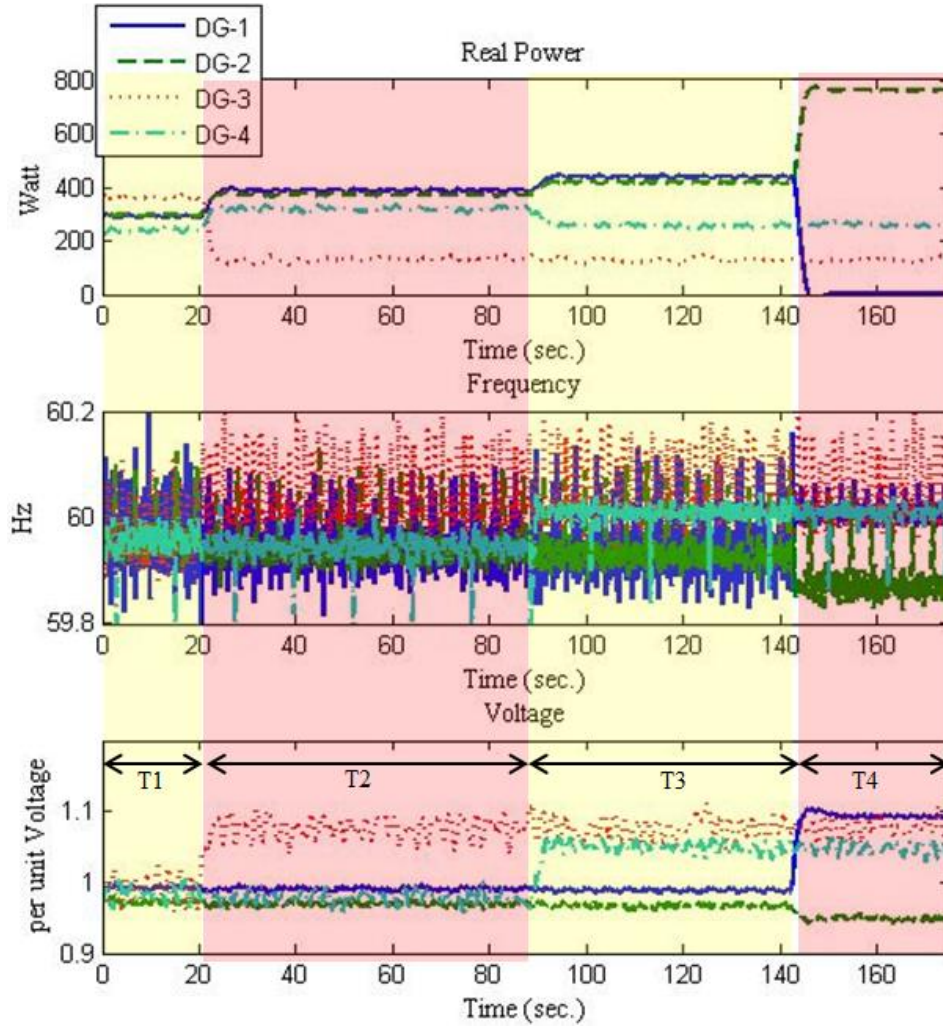 DG-1
DG-2
DG-3
DG-4
Real Power
800
600
400
200
0
Watt
0 20 40 60 80 100 120 140 160
Time (sec.)
Frequency
60.2
60
59.8
Hz
0 20 40 60 80 100 120 140 160
Time (sec.)
Voltage
T1 T2 T3 T4
1.1
1
0.9
per unit Voltage
0 20 40 60 80 100 120 140 160
Time (sec.)